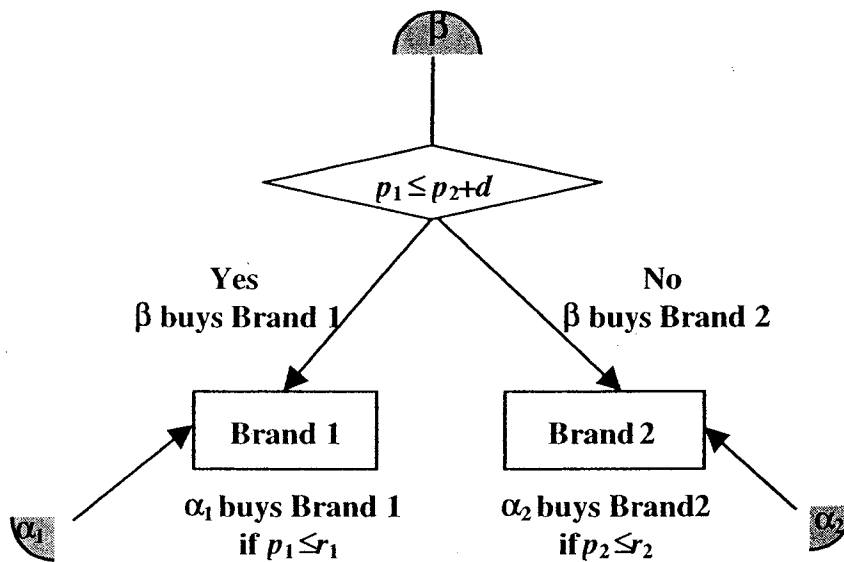 β
p₁ ≤ p₂+d
Yes
β buys Brand 1
No
β buys Brand 2
Brand 1
Brand 2
α₁
α₁ buys Brand 1
if p₁ ≤r₁
α₂ buys Brand2
if p₂ ≤r₂
α₂